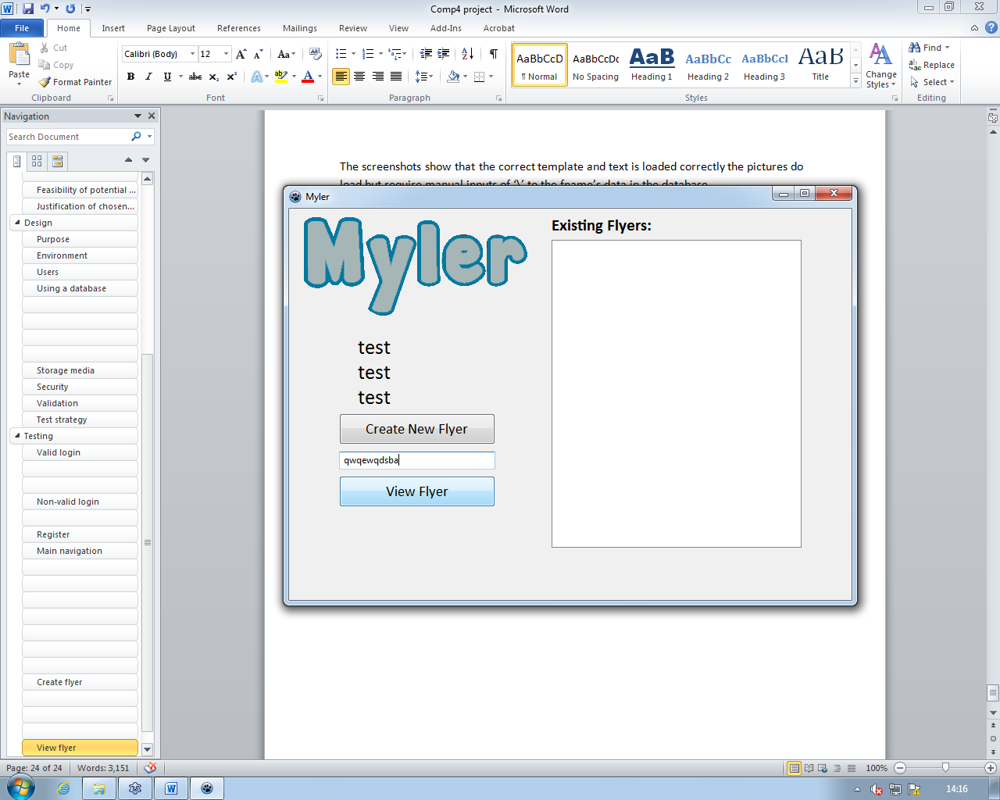 Comp4 project - Microsoft Word
File Home Insert Page Layout References Mailings Review View Add-Ins Acrobat
Paste
Cut
Copy
Format Painter
Clipboard
Calibri (Body) 12
Font
Paragraph
AaBbCcD AaBbCcDc AaB AaBbCc AaBbCcI AaB
¶ Normal No Spacing Heading 1 Heading 2 Heading 3 Title
Change Styles
Styles
Find
Replace
Select
Editing
Navigation
Search Document
Feasibility of potential ...
Justification of chosen...
Design
Purpose
Environment
Users
Using a database
Storage media
Security
Validation
Test strategy
Testing
Valid login
Non-valid login
Register
Main navigation
Create flyer
View flyer
The screenshots show that the correct template and text is loaded correctly the pictures do
load but require manual inputs of ‘\’ to the fname’s data in the database
Myler
Myler
test
test
test
Create New Flyer
qwqewqdsba
View Flyer
Existing Flyers:
Page: 24 of 24 Words: 3,151
100%
14:16